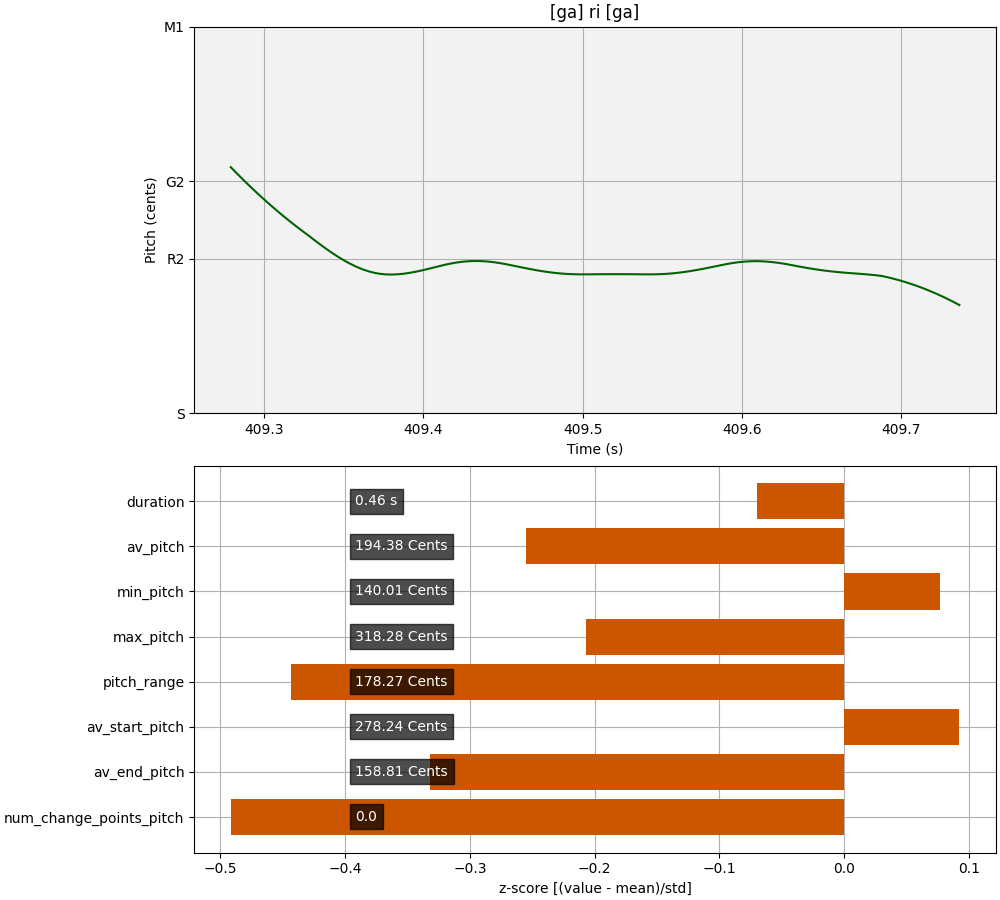 [ga] ri [ga]
M1
G2
R2
S
Pitch (cents)
409.3 409.4 409.5 409.6 409.7
Time (s)
duration 0.46 s
av_pitch 194.38 Cents
min_pitch 140.01 Cents
max_pitch 318.28 Cents
pitch_range 178.27 Cents
av_start_pitch 278.24 Cents
av_end_pitch 158.81 Cents
num_change_points_pitch 0.0
−0.5 −0.4 −0.3 −0.2 −0.1 0.0 0.1
z-score [(value - mean)/std]